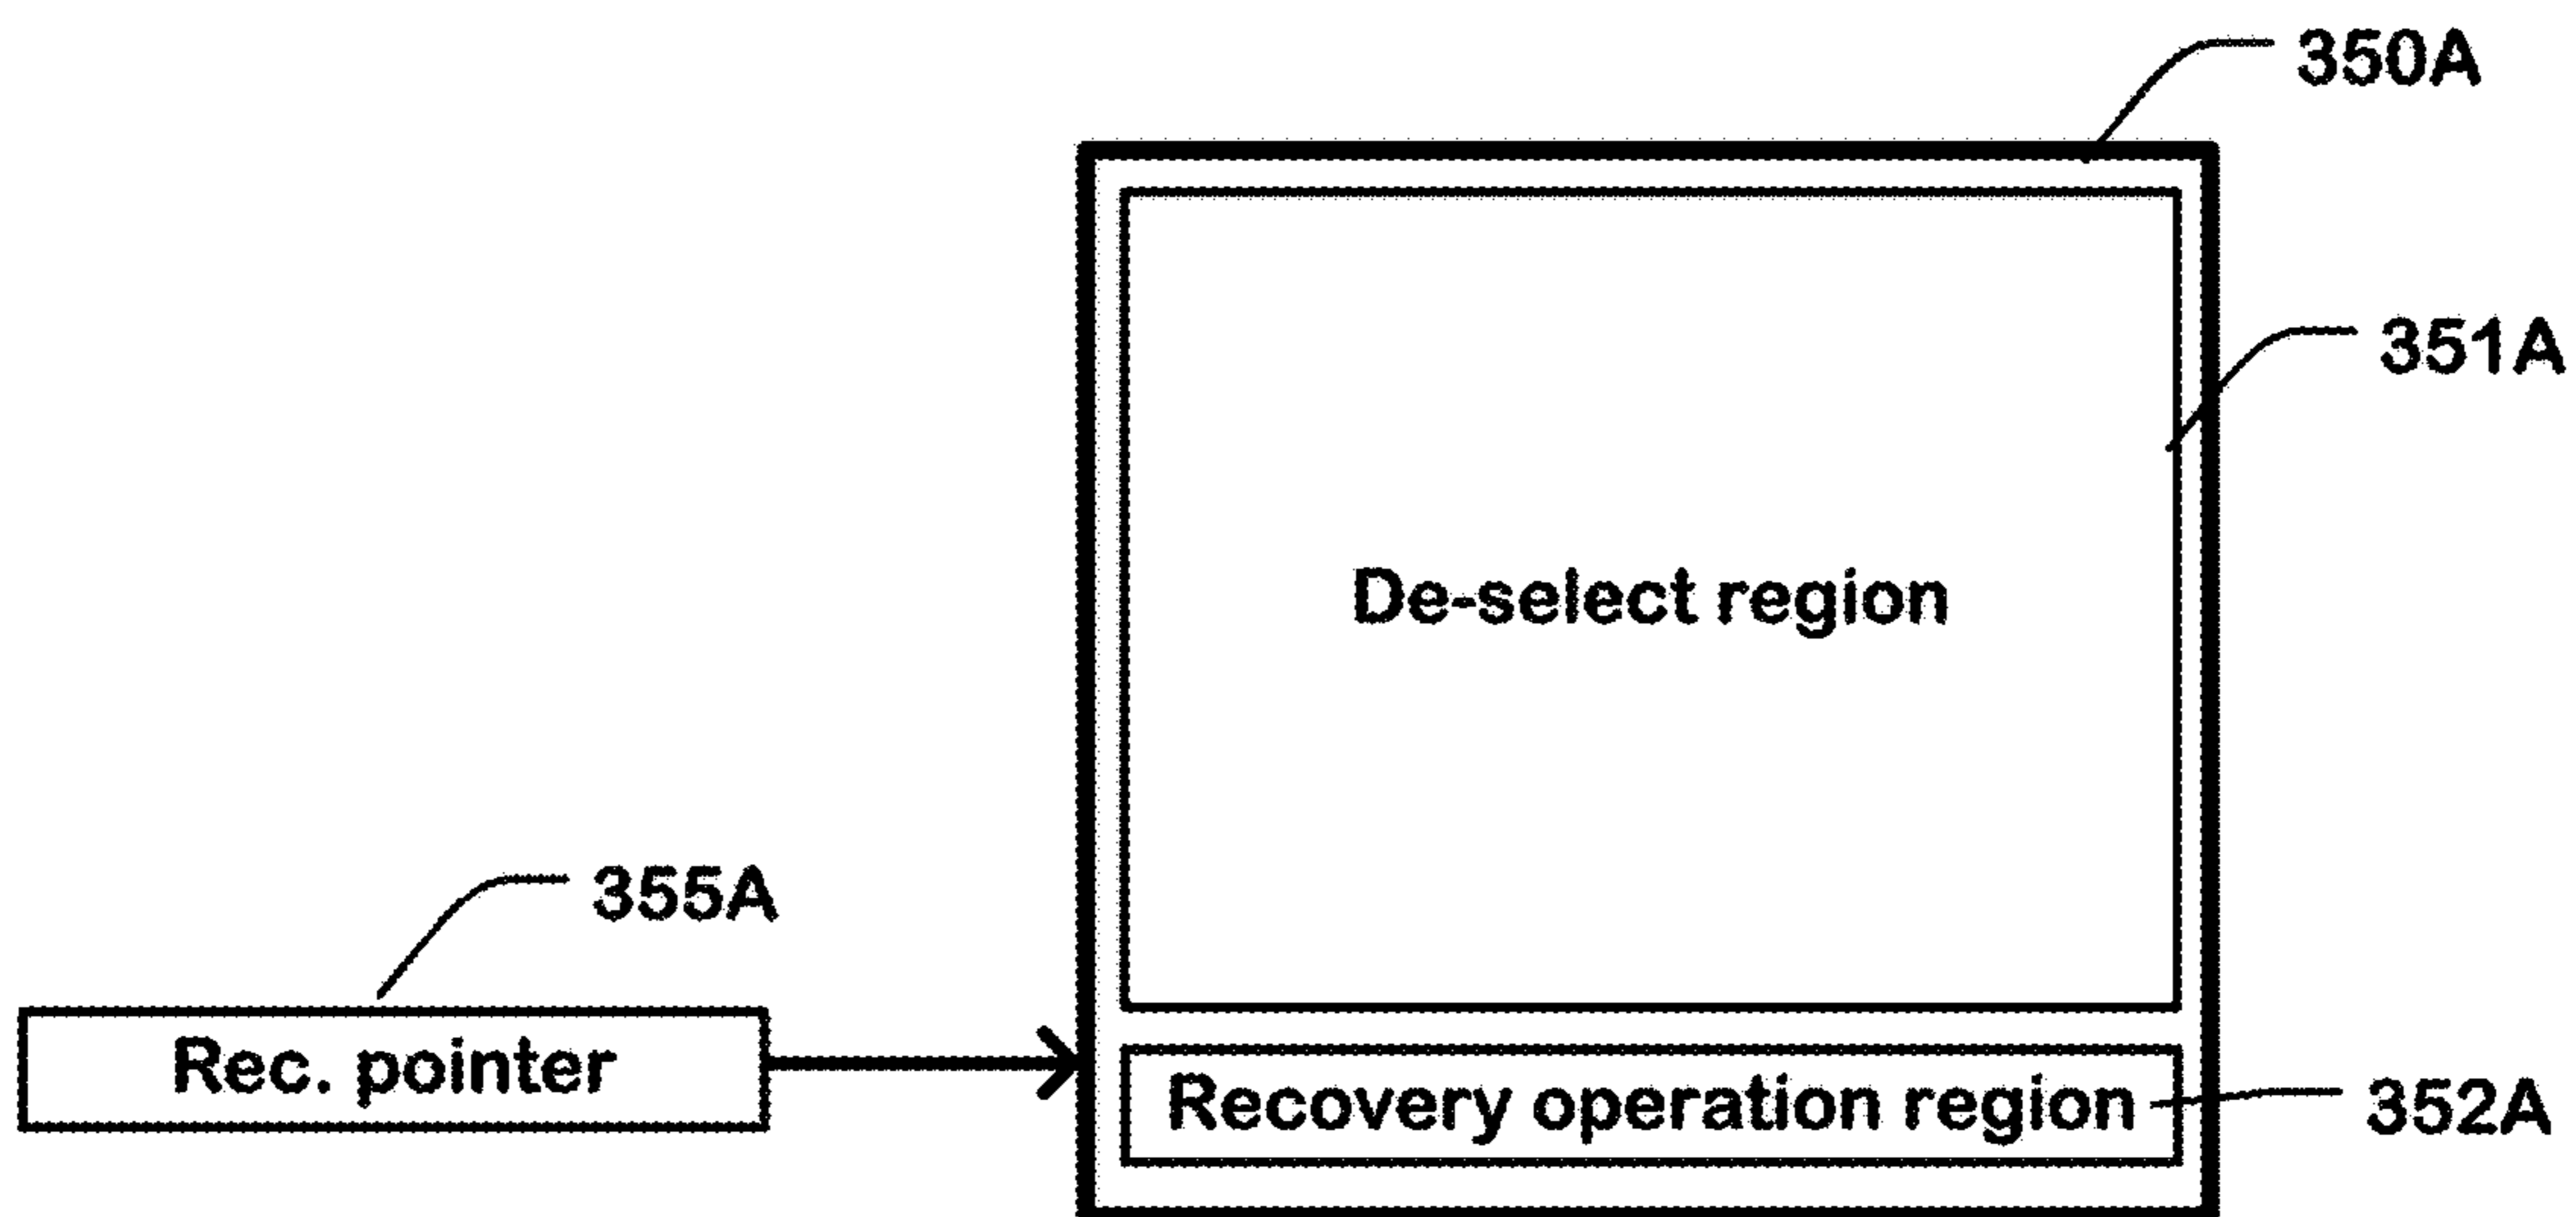 350A
351A
De-select region
355A
Rec. pointer
Recovery operation region
352A